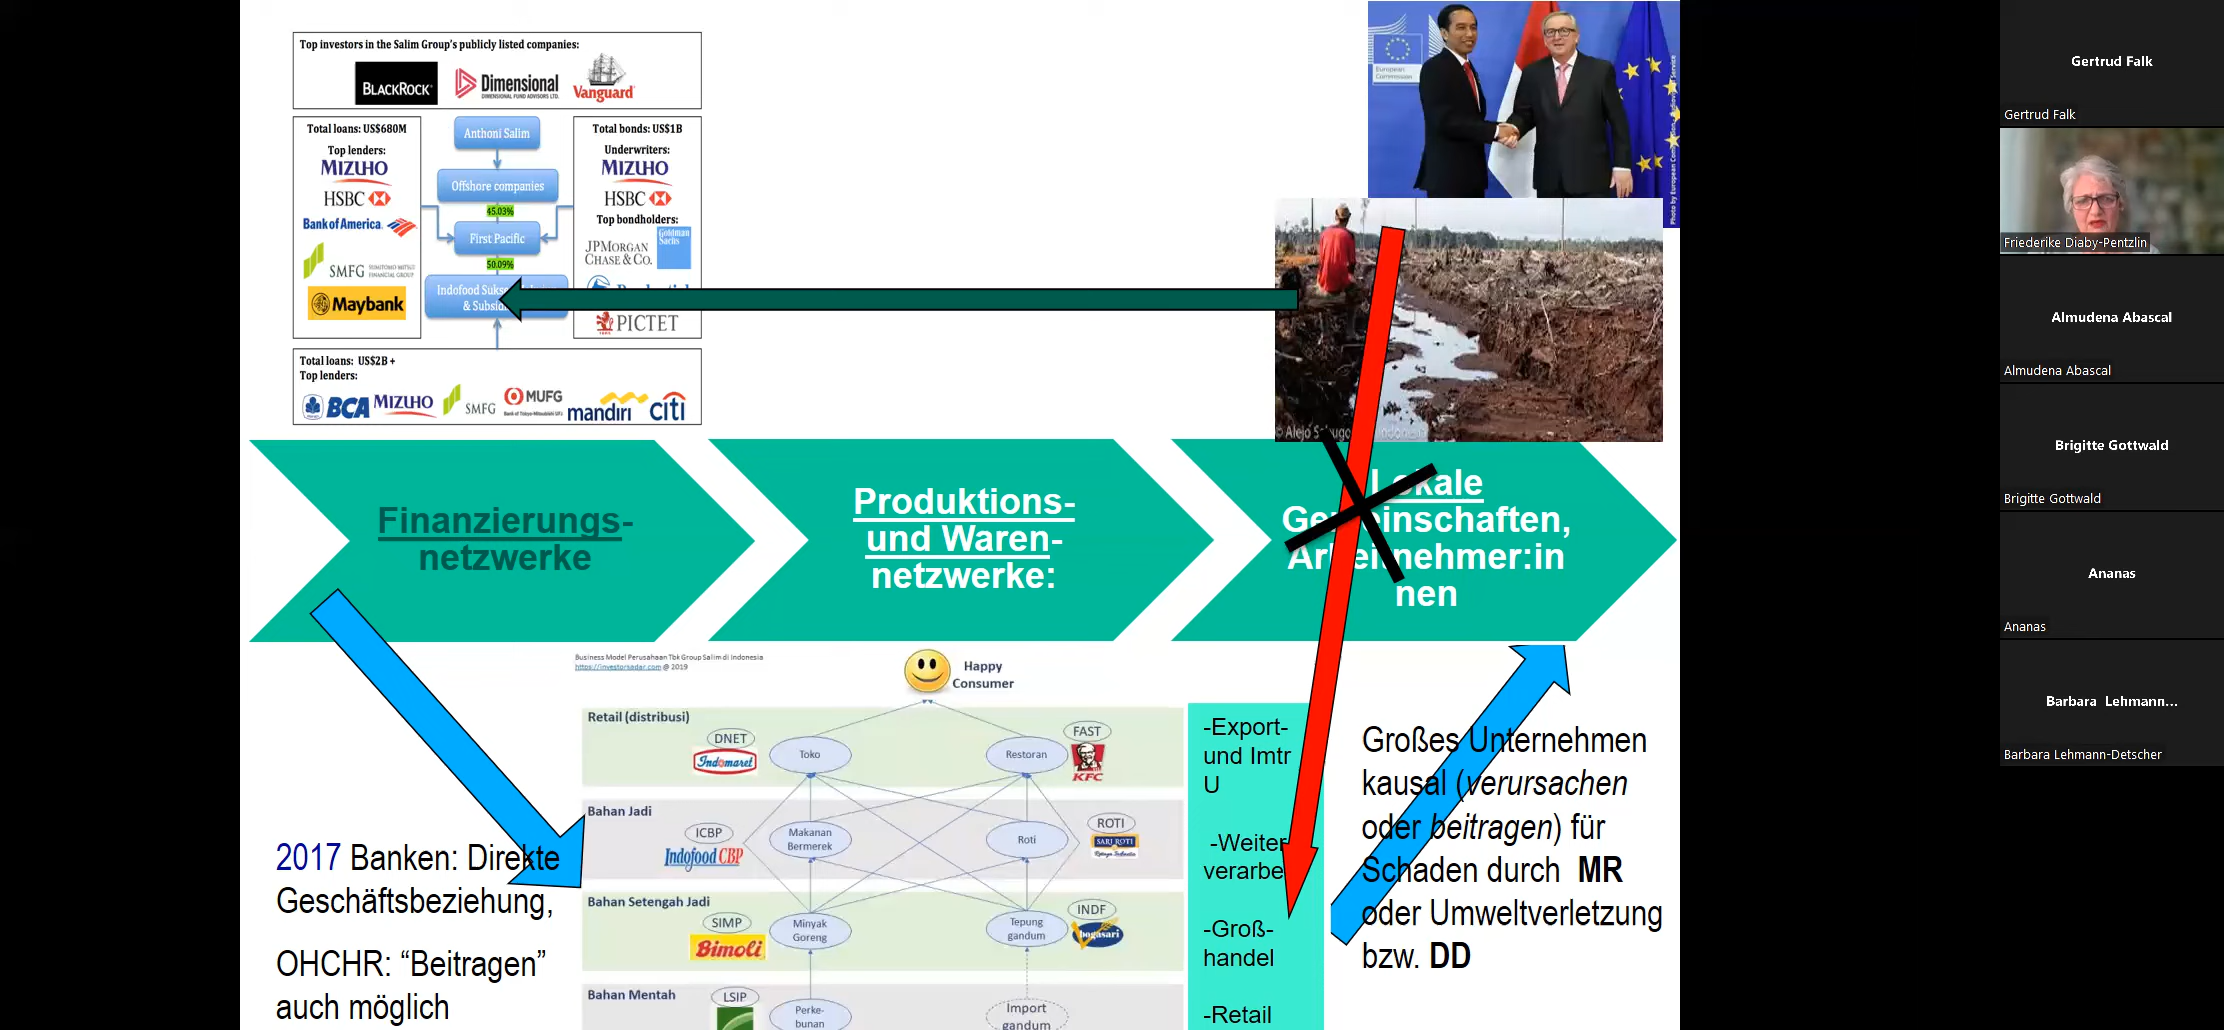 Top investors in the Salim Group's publicly listed companies:
BLACKROCK
Dimensional
DIMENSIONAL FUND ADVISORS LTD.
Vanguard
Total loans: US$680M
Top lenders:
MIZUHO
HSBC
Bank of America
SMFG
SUMITOMO MITSUI
FINANCIAL GROUP
Maybank
Anthoni Salim
Offshore companies
45.03%
First Pacific
50.09%
Indofood
& Subsid
Total bonds: US$1B
Underwriters:
MIZUHO
HSBC
Top bondholders:
JPMORGAN
CHASE & CO.
Goldman
Sachs
PICTET
Total loans: US$2B +
Top lenders:
BCA
MIZUHO
SMFG
MUFG
Bank of Tokyo-Mitsubishi UFJ
mandiri
citi
European
Commission
© Alejo
Finanzierungs-
netzwerke
Produktions-
und Waren-
netzwerke:
Lokale
Gemeinschaften,
Arbeitnehmer:in
nen
Business Model Perusahaan Tbk Group Salim di Indonesia
https://investorsadar.com @ 2019
Happy
Consumer
Retail (distribusi)
DNET
Indomaret
Toko
Restoran
FAST
KFC
Bahan Jadi
ICBP
Indofood CBP
Makanan
Bermerek
Roti
ROTI
SARI ROTI
Bahan Setengah Jadi
SIMP
Bimoli
Minyak
Goreng
Tepung
gandum
INDF
bogasari
Bahan Mentah
LSIP
Perke-
bunan
Import
gandum
-Export-
und Imtr
U
-Weiter
verarbe
-Groß-
handel
-Retail
2017 Banken: Direkte
Geschäftsbeziehung,
OHCHR: “Beitragen”
auch möglich
Großes Unternehmen
kausal (verursachen
oder beitragen) für
Schaden durch MR
oder Umweltverletzung
bzw. DD
Gertrud Falk
Gertrud Falk
Friederike Diaby-Pentzlin
Almudena Abascal
Almudena Abascal
Brigitte Gottwald
Brigitte Gottwald
Ananas
Ananas
Barbara Lehmann...
Barbara Lehmann-Detscher